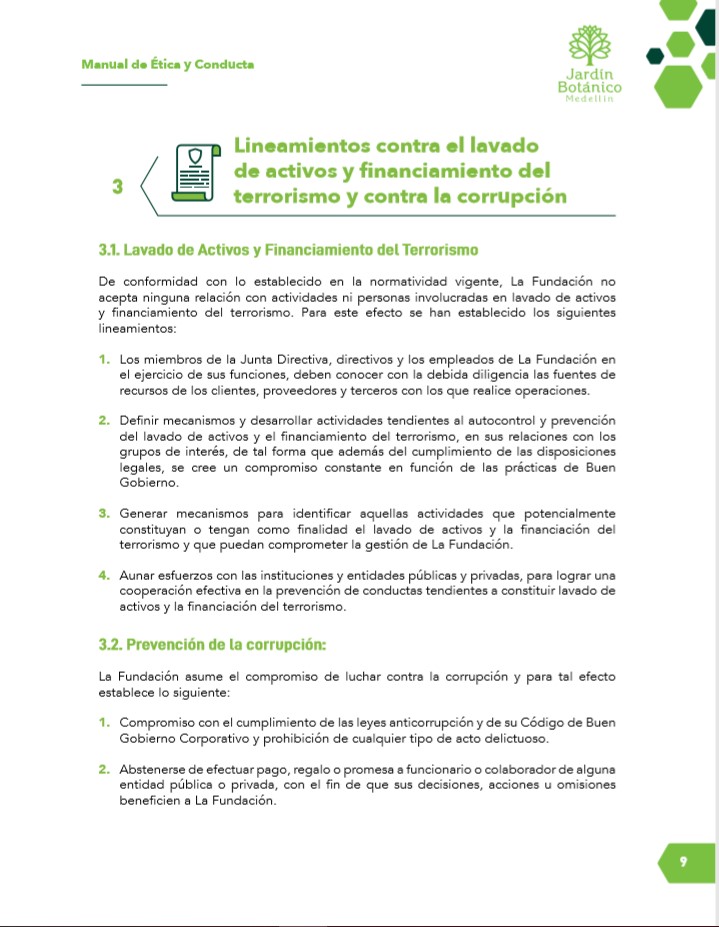 Manual de Ética y Conducta
Jardín
Botánico
Medellín
3
Lineamientos contra el lavado
de activos y financiamiento del
terrorismo y contra la corrupción
3.1. Lavado de Activos y Financiamiento del Terrorismo
De conformidad con lo establecido en la normatividad vigente, La Fundación no
acepta ninguna relación con actividades ni personas involucradas en lavado de activos
y financiamiento del terrorismo. Para este efecto se han establecido los siguientes
lineamientos:
1. Los miembros de la Junta Directiva, directivos y los empleados de La Fundación en
el ejercicio de sus funciones, deben conocer con la debida diligencia las fuentes de
recursos de los clientes, proveedores y terceros con los que realice operaciones.
2. Definir mecanismos y desarrollar actividades tendientes al autocontrol y prevención
del lavado de activos y el financiamiento del terrorismo, en sus relaciones con los
grupos de interés, de tal forma que además del cumplimiento de las disposiciones
legales, se cree un compromiso constante en función de las prácticas de Buen
Gobierno.
3. Generar mecanismos para identificar aquellas actividades que potencialmente
constituyan o tengan como finalidad el lavado de activos y la financiación del
terrorismo y que puedan comprometer la gestión de La Fundación.
4. Aunar esfuerzos con las instituciones y entidades públicas y privadas, para lograr una
cooperación efectiva en la prevención de conductas tendientes a constituir lavado de
activos y la financiación del terrorismo.
3.2. Prevención de la corrupción:
La Fundación asume el compromiso de luchar contra la corrupción y para tal efecto
establece lo siguiente:
1. Compromiso con el cumplimiento de las leyes anticorrupción y de su Código de Buen
Gobierno Corporativo y prohibición de cualquier tipo de acto delictuoso.
2. Abstenerse de efectuar pago, regalo o promesa a funcionario o colaborador de alguna
entidad pública o privada, con el fin de que sus decisiones, acciones u omisiones
beneficien a La Fundación.
9